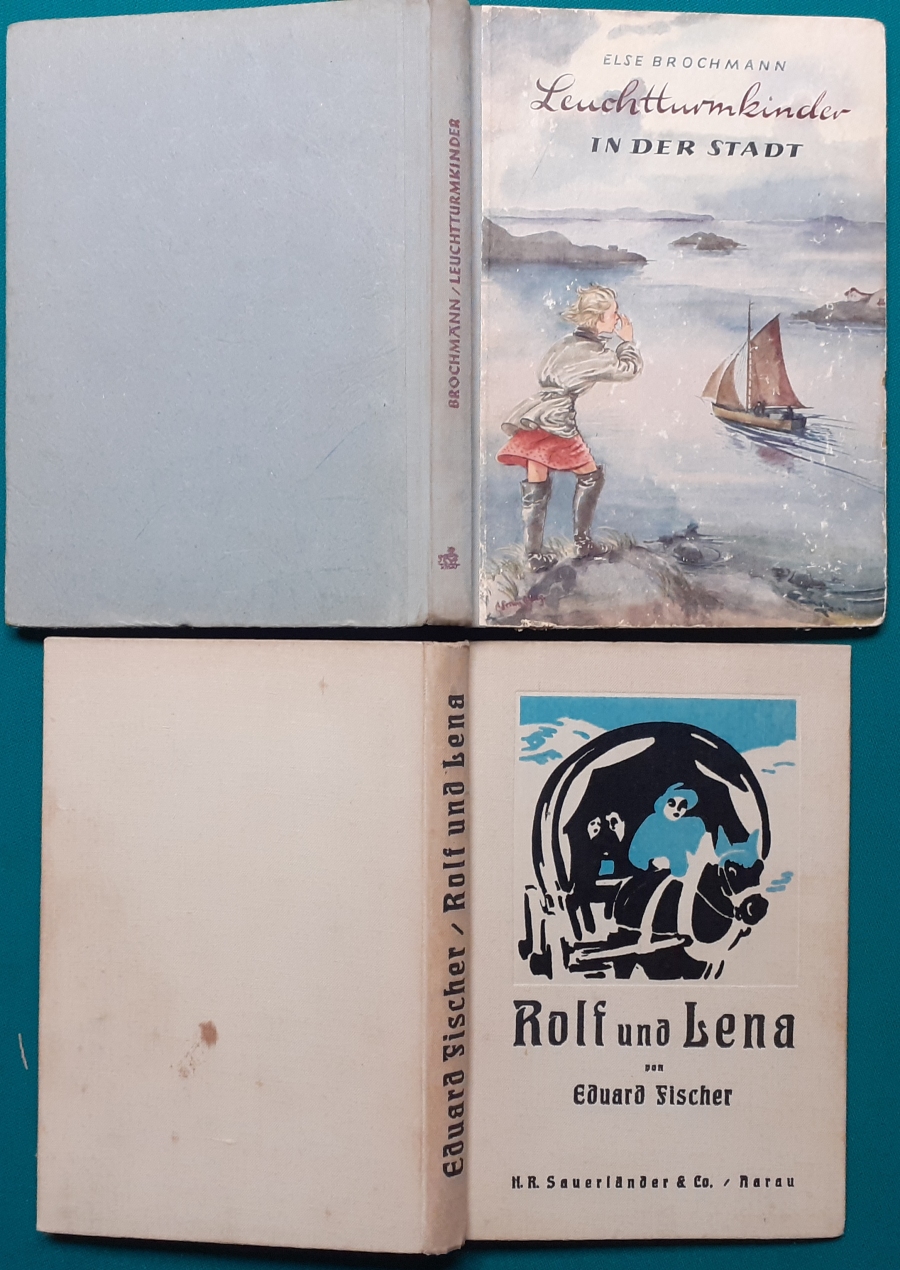 BROCHMANN / LEUCHTTURMKINDER
ELSE BROCHMANN
Leuchtturmkinder
IN DER STADT
Eduard Fischer / Rolf und Lena
Rolf und Lena
von
Eduard Fischer
H.R. Sauerländer & Co. / Aarau